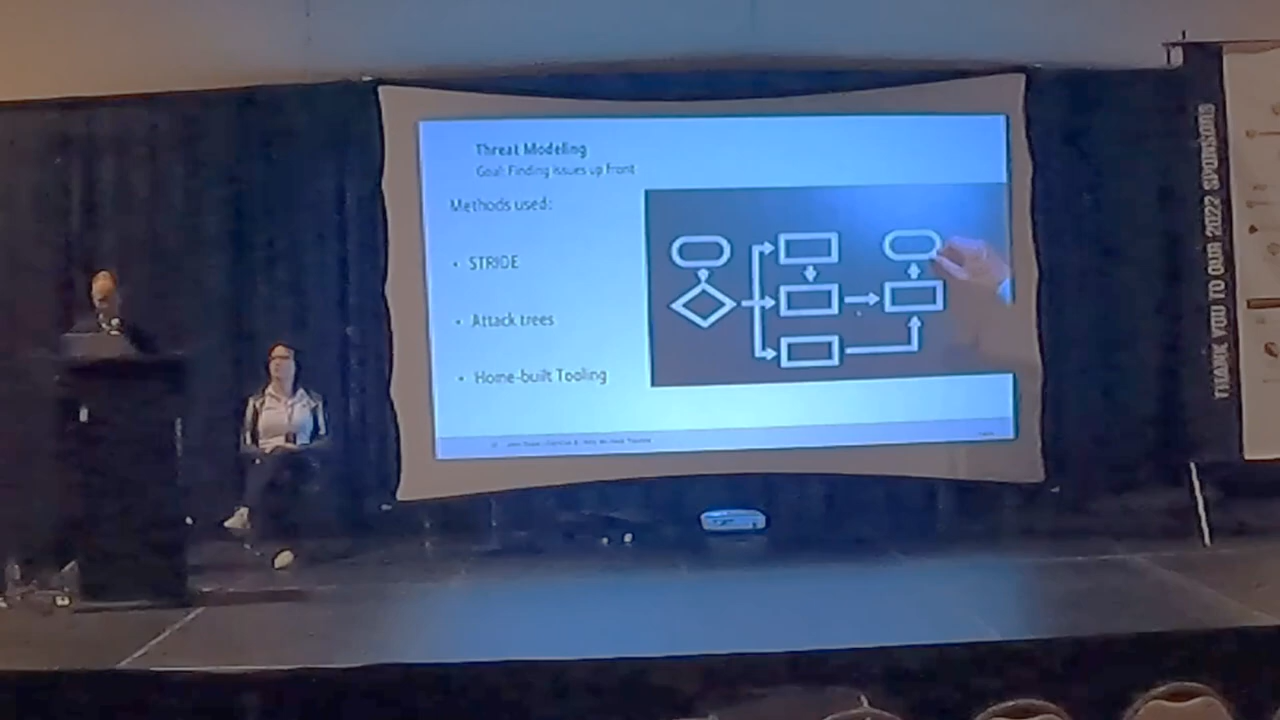 Threat Modeling
Goal: Finding issues up front
Methods used:
• STRIDE
• Attack trees
• Home-built Tooling
THANK YOU TO OUR 2022 SPONSORS